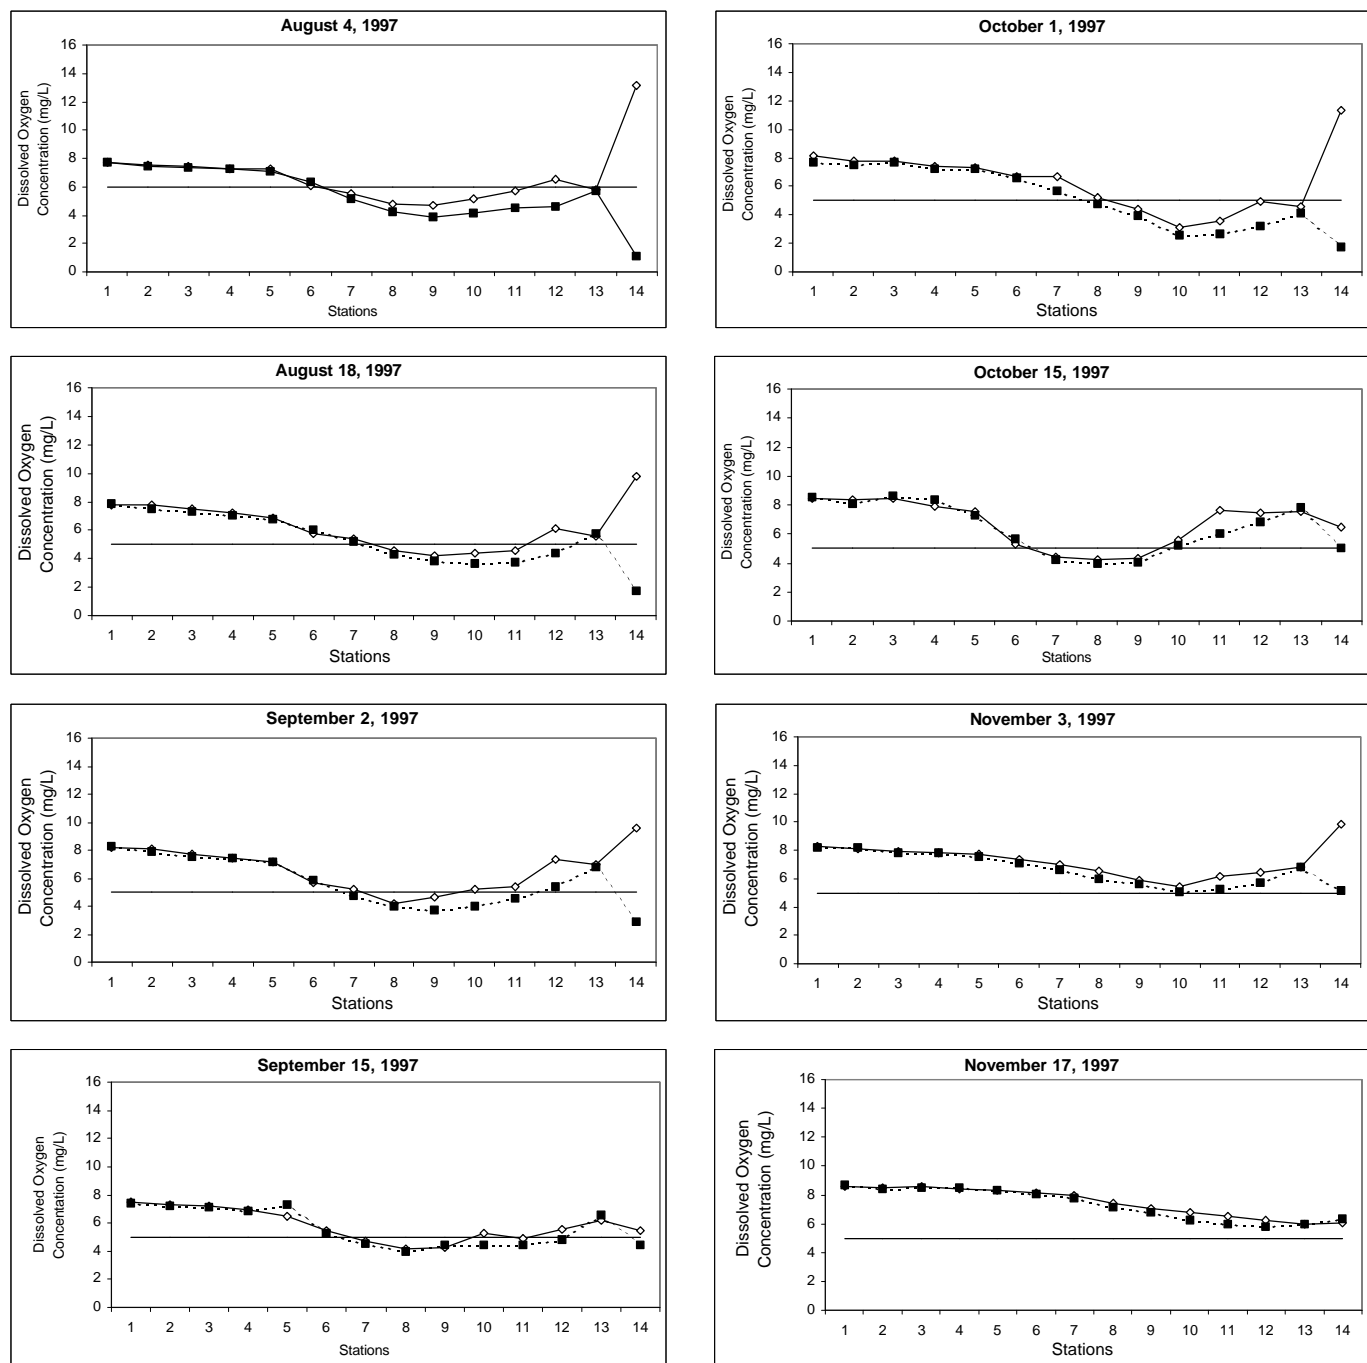 August 4, 1997
Dissolved Oxygen
Concentration (mg/L)
16
14
12
10
8
6
4
2
0
1 2 3 4 5 6 7 8 9 10 11 12 13 14
Stations
October 1, 1997
Dissolved Oxygen
Concentration (mg/L)
16
14
12
10
8
6
4
2
0
1 2 3 4 5 6 7 8 9 10 11 12 13 14
Stations
August 18, 1997
Dissolved Oxygen
Concentration (mg/L)
16
14
12
10
8
6
4
2
0
1 2 3 4 5 6 7 8 9 10 11 12 13 14
Stations
October 15, 1997
Dissolved Oxygen
Concentration (mg/L)
16
14
12
10
8
6
4
2
0
1 2 3 4 5 6 7 8 9 10 11 12 13 14
Stations
September 2, 1997
Dissolved Oxygen
Concentration (mg/L)
16
14
12
10
8
6
4
2
0
1 2 3 4 5 6 7 8 9 10 11 12 13 14
Stations
November 3, 1997
Dissolved Oxygen
Concentration (mg/L)
16
14
12
10
8
6
4
2
0
1 2 3 4 5 6 7 8 9 10 11 12 13 14
Stations
September 15, 1997
Dissolved Oxygen
Concentation (mg/L)
16
14
12
10
8
6
4
2
0
1 2 3 4 5 6 7 8 9 10 11 12 13 14
Stations
November 17, 1997
Dissolved Oxygen
Concentration (mg/L)
16
14
12
10
8
6
4
2
0
1 2 3 4 5 6 7 8 9 10 11 12 13 14
Stations